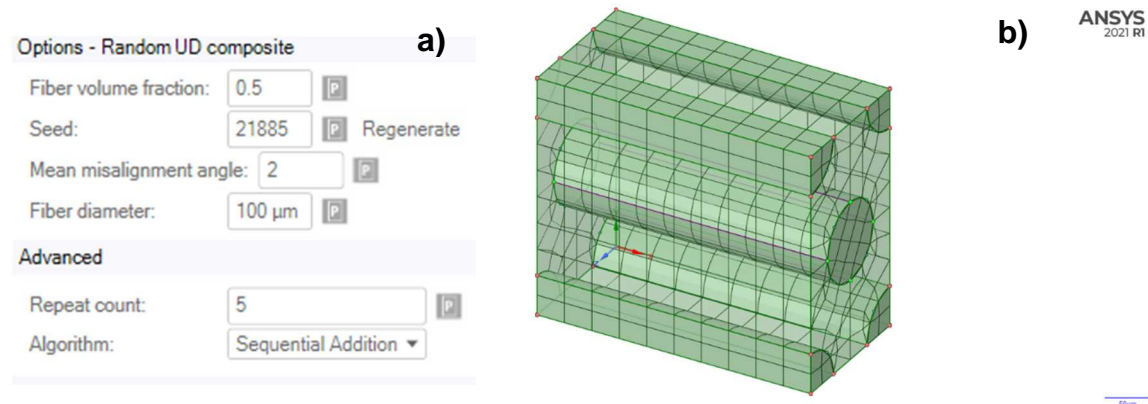 a)
Options - Random UD composite
Fiber volume fraction: 0.5 P
Seed: 21885 P Regenerate
Mean misalignment angle: 2 P
Fiber diameter: 100 µm P
Advanced
Repeat count: 5 P
Algorithm: Sequential Addition
b)
ANSYS
2021 R1